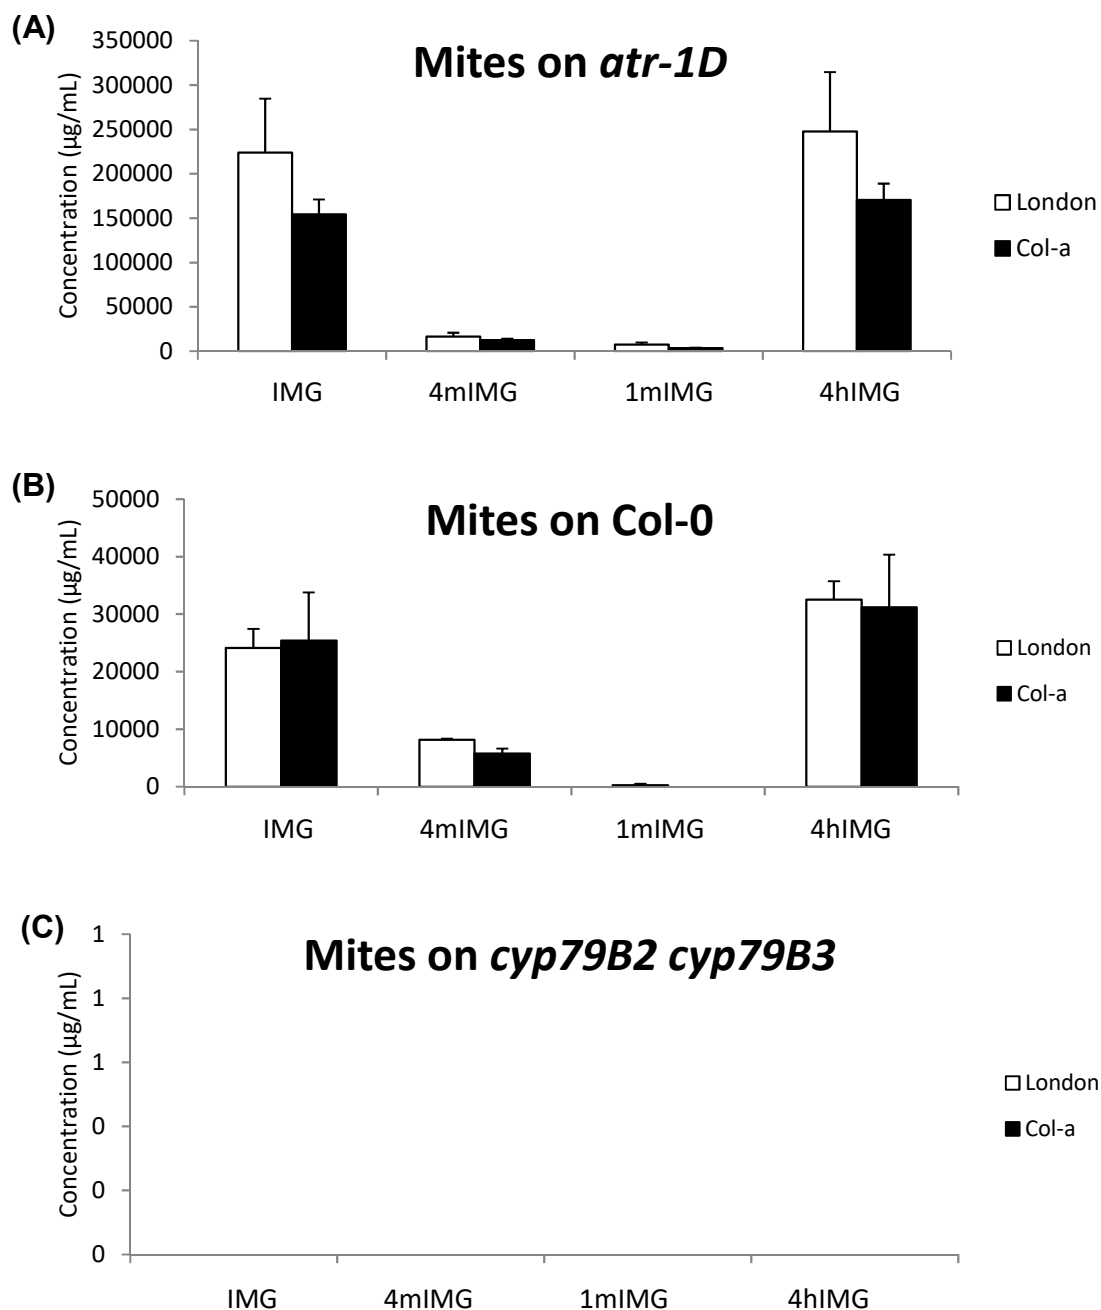 (A)
Mites on atr-1D
Concentration (µg/mL)
350000
300000
250000
200000
150000
100000
50000
0
IMG 4mIMG 1mIMG 4hIMG
London
Col-a
(B)
Mites on Col-0
Concentration (µg/mL)
50000
40000
30000
20000
10000
0
IMG 4mIMG 1mIMG 4hIMG
London
Col-a
(C)
Mites on cyp79B2 cyp79B3
Concentration (µg/mL)
1
1
1
0
0
0
IMG 4mIMG 1mIMG 4hIMG
London
Col-a